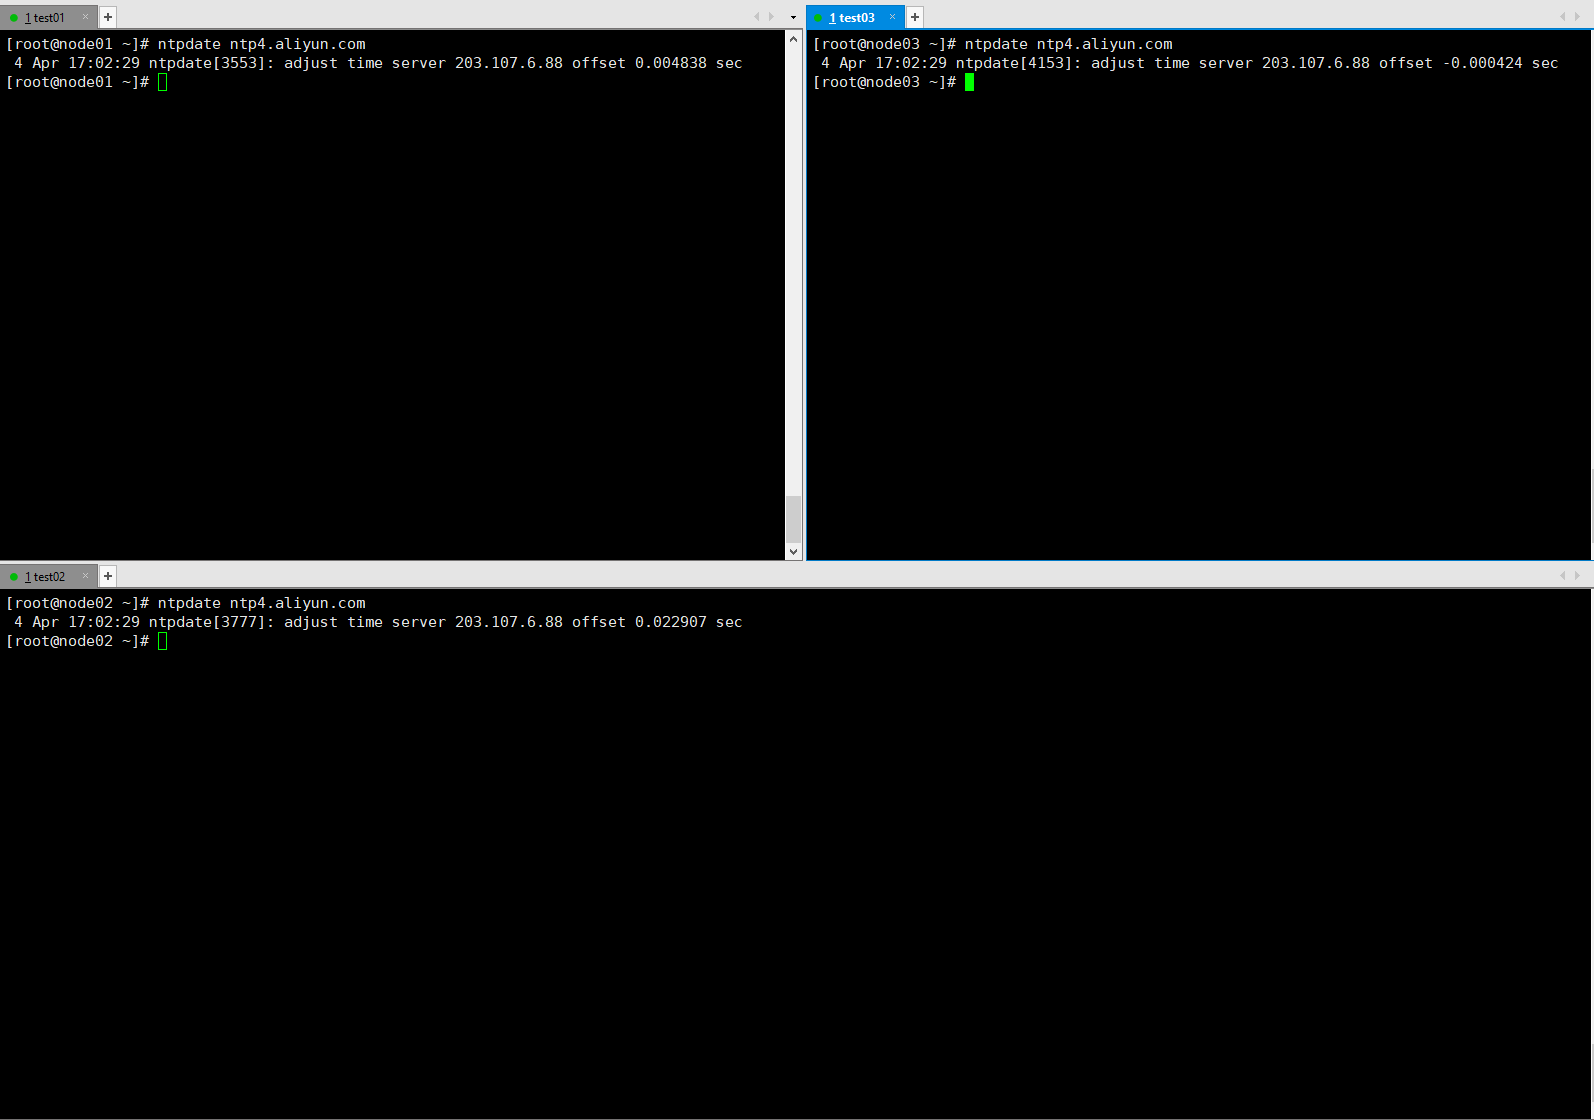 1 test01 × +
[root@node01 ~]# ntpdate ntp4.aliyun.com
 4 Apr 17:02:29 ntpdate[3553]: adjust time server 203.107.6.88 offset 0.004838 sec
[root@node01 ~]#
1 test03 × +
[root@node03 ~]# ntpdate ntp4.aliyun.com
 4 Apr 17:02:29 ntpdate[4153]: adjust time server 203.107.6.88 offset -0.000424 sec
[root@node03 ~]#
1 test02 × +
[root@node02 ~]# ntpdate ntp4.aliyun.com
 4 Apr 17:02:29 ntpdate[3777]: adjust time server 203.107.6.88 offset 0.022907 sec
[root@node02 ~]#